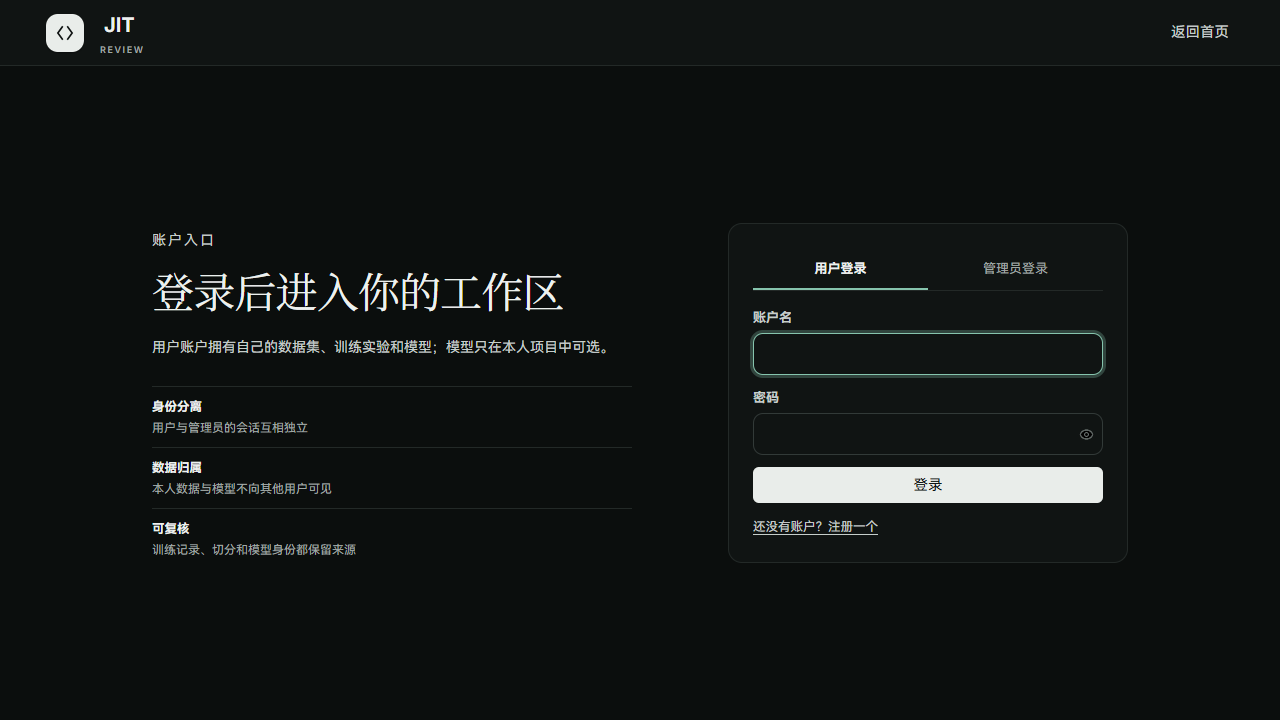 JIT
REVIEW
返回首页
账户入口
登录后进入你的工作区
用户账户拥有自己的数据集、训练实验和模型；模型只在本人项目中可选。
身份分离
用户与管理员的会话互相独立
数据归属
本人数据与模型不向其他用户可见
可复核
训练记录、切分和模型身份都保留来源
用户登录
管理员登录
账户名
密码
登录
还没有账户？注册一个